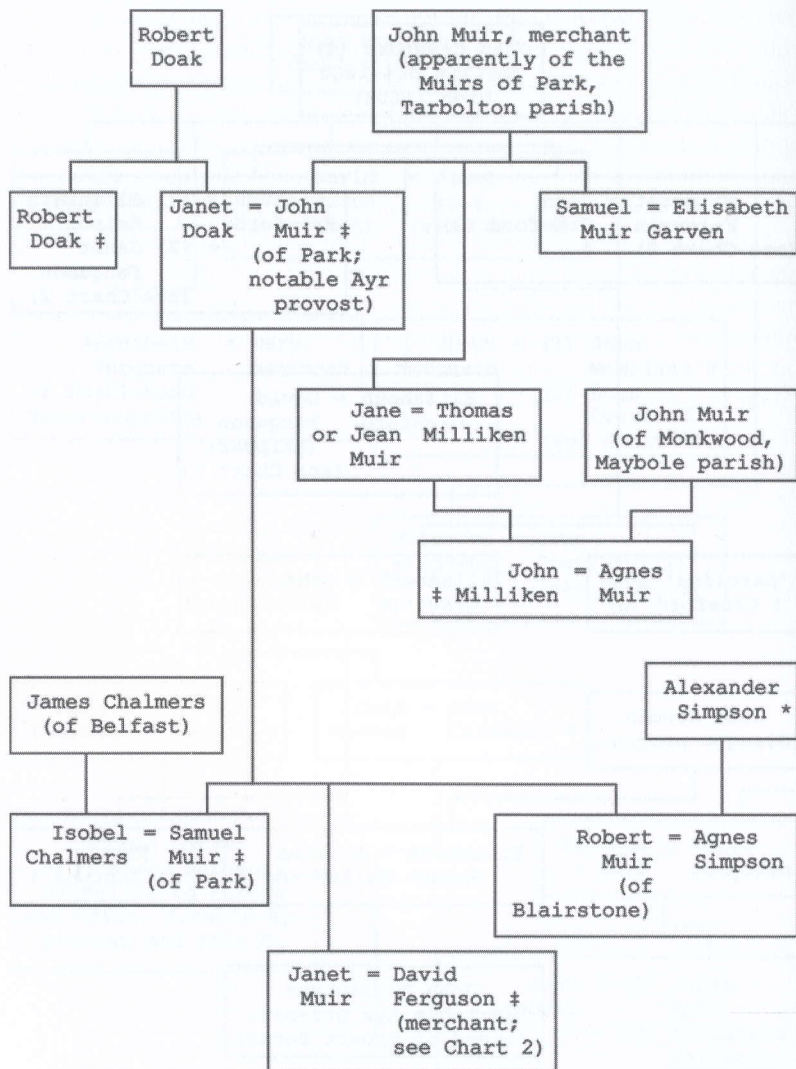 Robert
Doak
John Muir, merchant
(apparently of the
Muirs of Park,
Tarbolton parish)
Robert
Doak ‡
Janet = John
Doak Muir ‡
(of Park;
notable Ayr
provost)
Samuel = Elisabeth
Muir Garven
Jane = Thomas
or Jean Milliken
Muir
John Muir
(of Monkwood,
Maybole parish)
John = Agnes
‡ Milliken Muir
James Chalmers
(of Belfast)
Alexander
Simpson *
Isobel = Samuel
Chalmers Muir ‡
(of Park)
Robert = Agnes
Muir Simpson
(of
Blairstone)
Janet = David
Muir Ferguson ‡
(merchant;
see Chart 2)